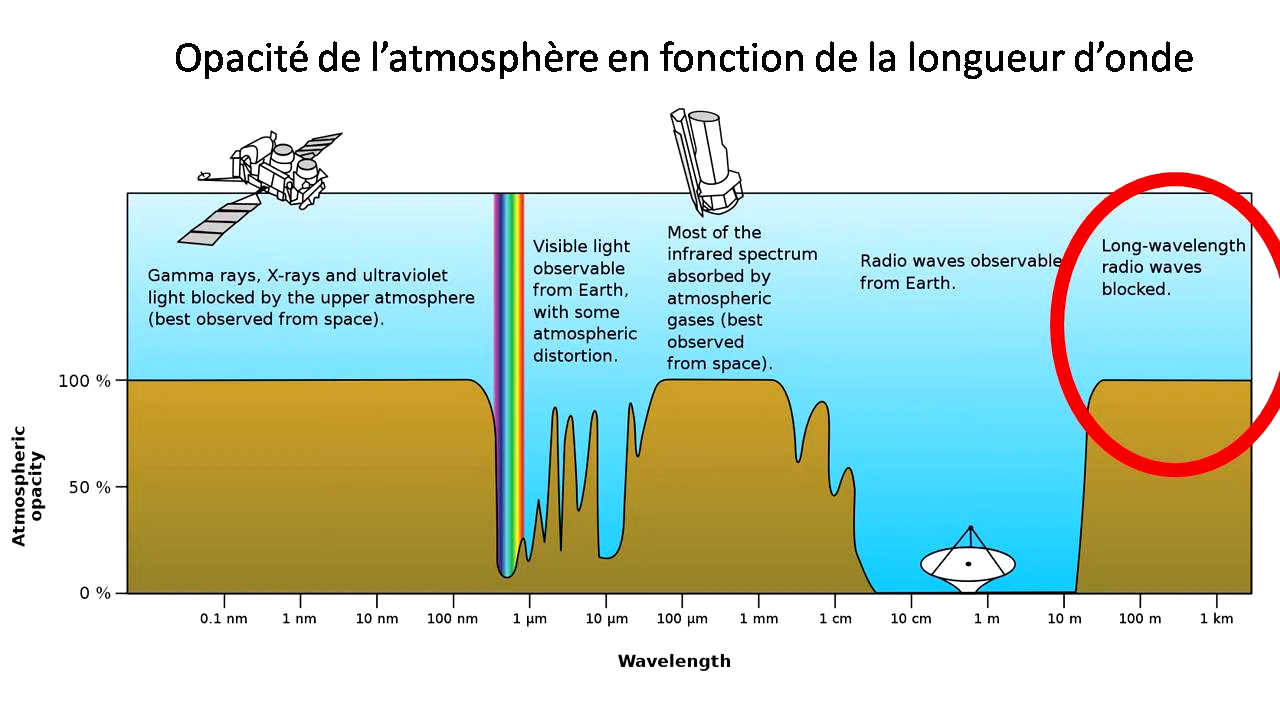 Opacité de l’atmosphère en fonction de la longueur d’onde
Gamma rays, X-rays and ultraviolet
light blocked by the upper atmosphere
(best observed from space).
Visible light
observable
from Earth,
with some
atmospheric
distortion.
Most of the
infrared spectrum
absorbed by
atmospheric
gases (best
observed
from space).
Radio waves observable
from Earth.
Long-wavelength
radio waves
blocked.
Atmospheric
opacity
100 %
50 %
0 %
0.1 nm 1 nm 10 nm 100 nm 1 μm 10 μm 100 μm 1 mm 1 cm 10 cm 1 m 10 m 100 m 1 km
Wavelength